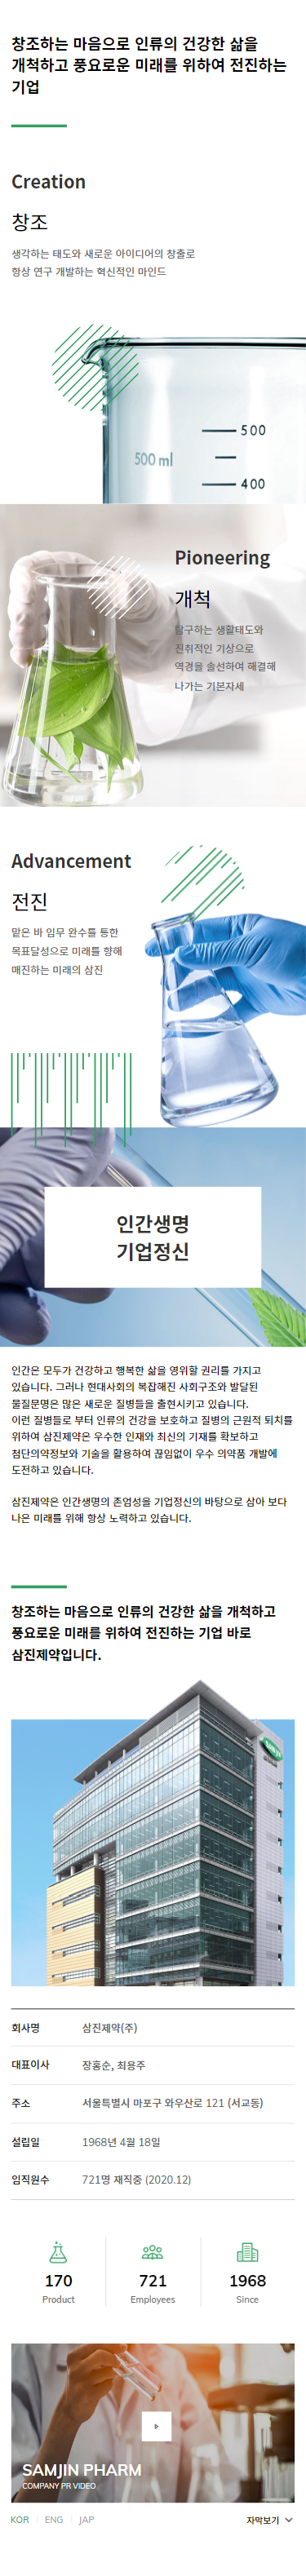 창조하는 마음으로 인류의 건강한 삶을
개척하고 풍요로운 미래를 위하여 전진하는
기업
Creation
창조
생각하는 태도와 새로운 아이디어의 창출로
항상 연구 개발하는 혁신적인 마인드
500
500 ml
400
Pioneering
개척
탐구하는 생활태도와
진취적인 기상으로
역경을 솔선하여 해결해
나가는 기본자세
Advancement
전진
맡은 바 임무 완수를 통한
목표달성으로 미래를 향해
매진하는 미래의 삼진
인간생명
기업정신
인간은 모두가 건강하고 행복한 삶을 영위할 권리를 가지고
있습니다. 그러나 현대사회의 복잡해진 사회구조와 발달된
물질문명은 많은 새로운 질병들을 출현시키고 있습니다.
이런 질병들로 부터 인류의 건강을 보호하고 질병의 근원적 퇴치를
위하여 삼진제약은 우수한 인재와 최신의 기재를 확보하고
첨단의약정보와 기술을 활용하여 끊임없이 우수 의약품 개발에
도전하고 있습니다.
삼진제약은 인간생명의 존엄성을 기업정신의 바탕으로 삼아 보다
나은 미래를 위해 항상 노력하고 있습니다.
창조하는 마음으로 인류의 건강한 삶을 개척하고
풍요로운 미래를 위하여 전진하는 기업 바로
삼진제약입니다.
회사명 삼진제약(주)
대표이사 장홍순, 최용주
주소 서울특별시 마포구 와우산로 121 (서교동)
설립일 1968년 4월 18일
임직원수 721명 재직중 (2020.12)
170 721 1968
Product Employees Since
SAMJIN PHARM
COMPANY PR VIDEO
KOR ENG JAP 자막보기